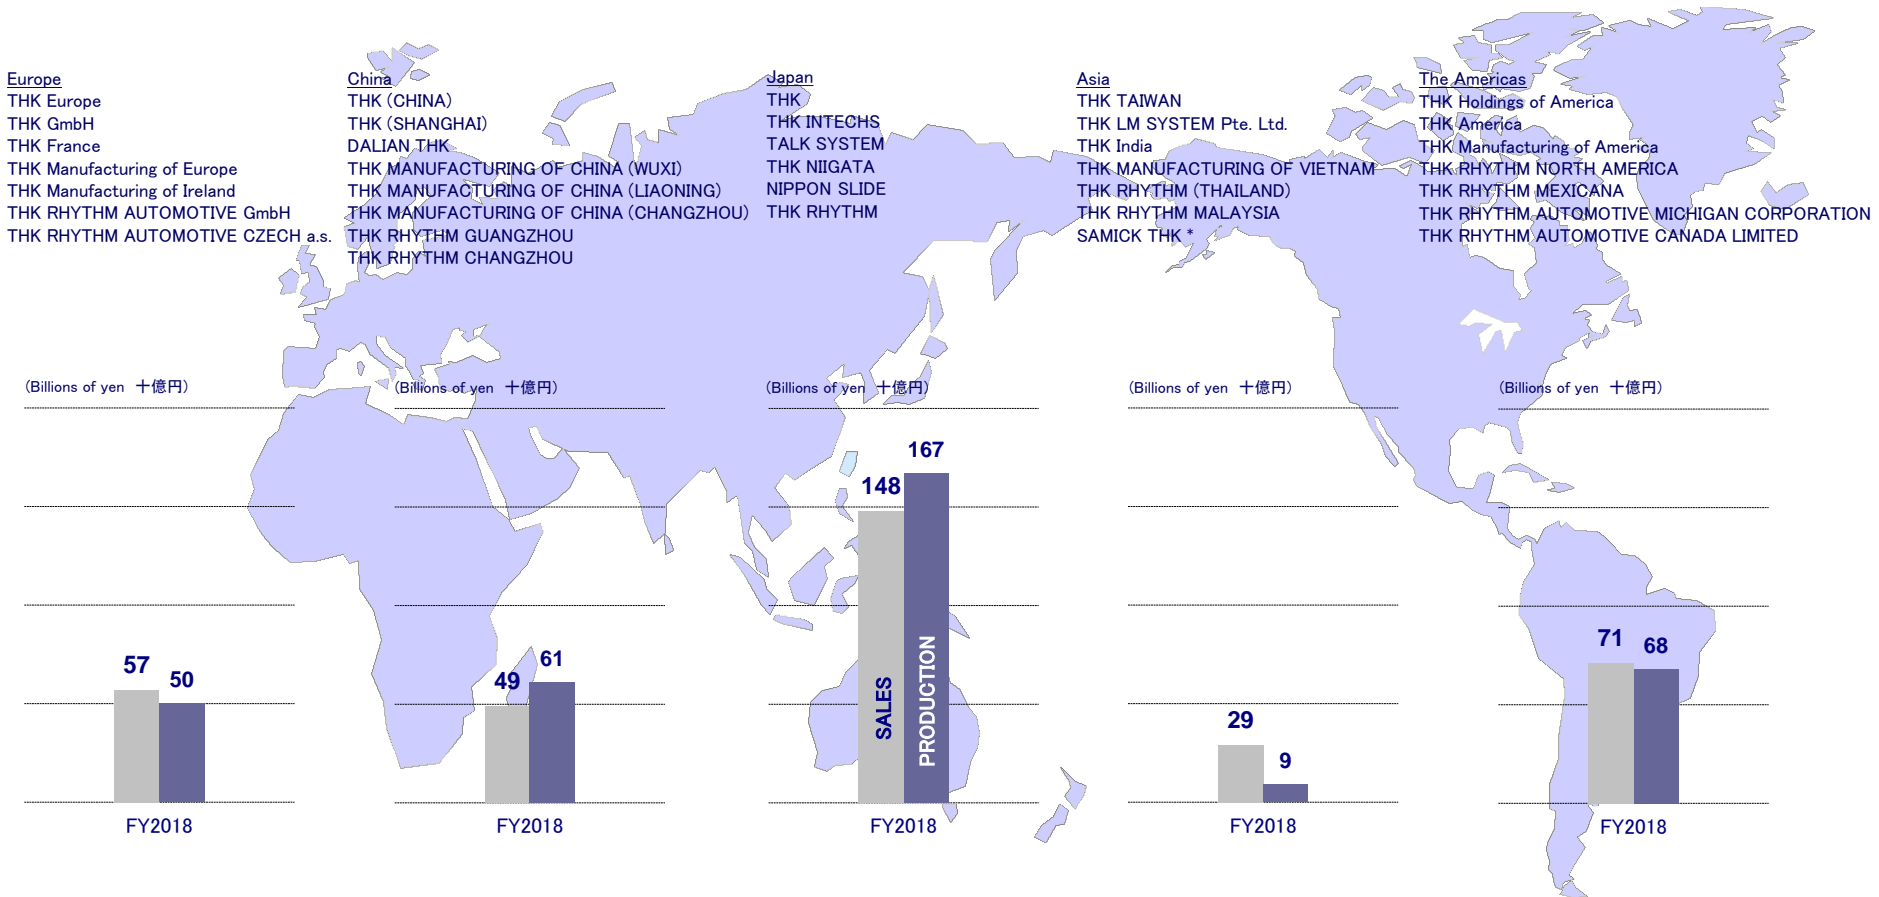 Europe
THK Europe
THK GmbH
THK France
THK Manufacturing of Europe
THK Manufacturing of Ireland
THK RHYTHM AUTOMOTIVE GmbH
THK RHYTHM AUTOMOTIVE CZECH a.s.
China
THK (CHINA)
THK (SHANGHAI)
DALIAN THK
THK MANUFACTURING OF CHINA (WUXI)
THK MANUFACTURING OF CHINA (LIAONING)
THK MANUFACTURING OF CHINA (CHANGZHOU)
THK RHYTHM GUANGZHOU
THK RHYTHM CHANGZHOU
Japan
THK
THK INTECHS
TALK SYSTEM
THK NIIGATA
NIPPON SLIDE
THK RHYTHM
Asia
THK TAIWAN
THK LM SYSTEM Pte. Ltd.
THK India
THK MANUFACTURING OF VIETNAM
THK RHYTHM (THAILAND)
THK RHYTHM MALAYSIA
SAMICK THK *
The Americas
THK Holdings of America
THK America
THK Manufacturing of America
THK RHYTHM NORTH AMERICA
THK RHYTHM MEXICANA
THK RHYTHM AUTOMOTIVE MICHIGAN CORPORATION
THK RHYTHM AUTOMOTIVE CANADA LIMITED
(Billions of yen 十億円)
57
50
FY2018
(Billions of yen 十億円)
49
61
FY2018
(Billions of yen 十億円)
148
167
SALES
PRODUCTION
FY2018
(Billions of yen 十億円)
29
9
FY2018
(Billions of yen 十億円)
71
68
FY2018